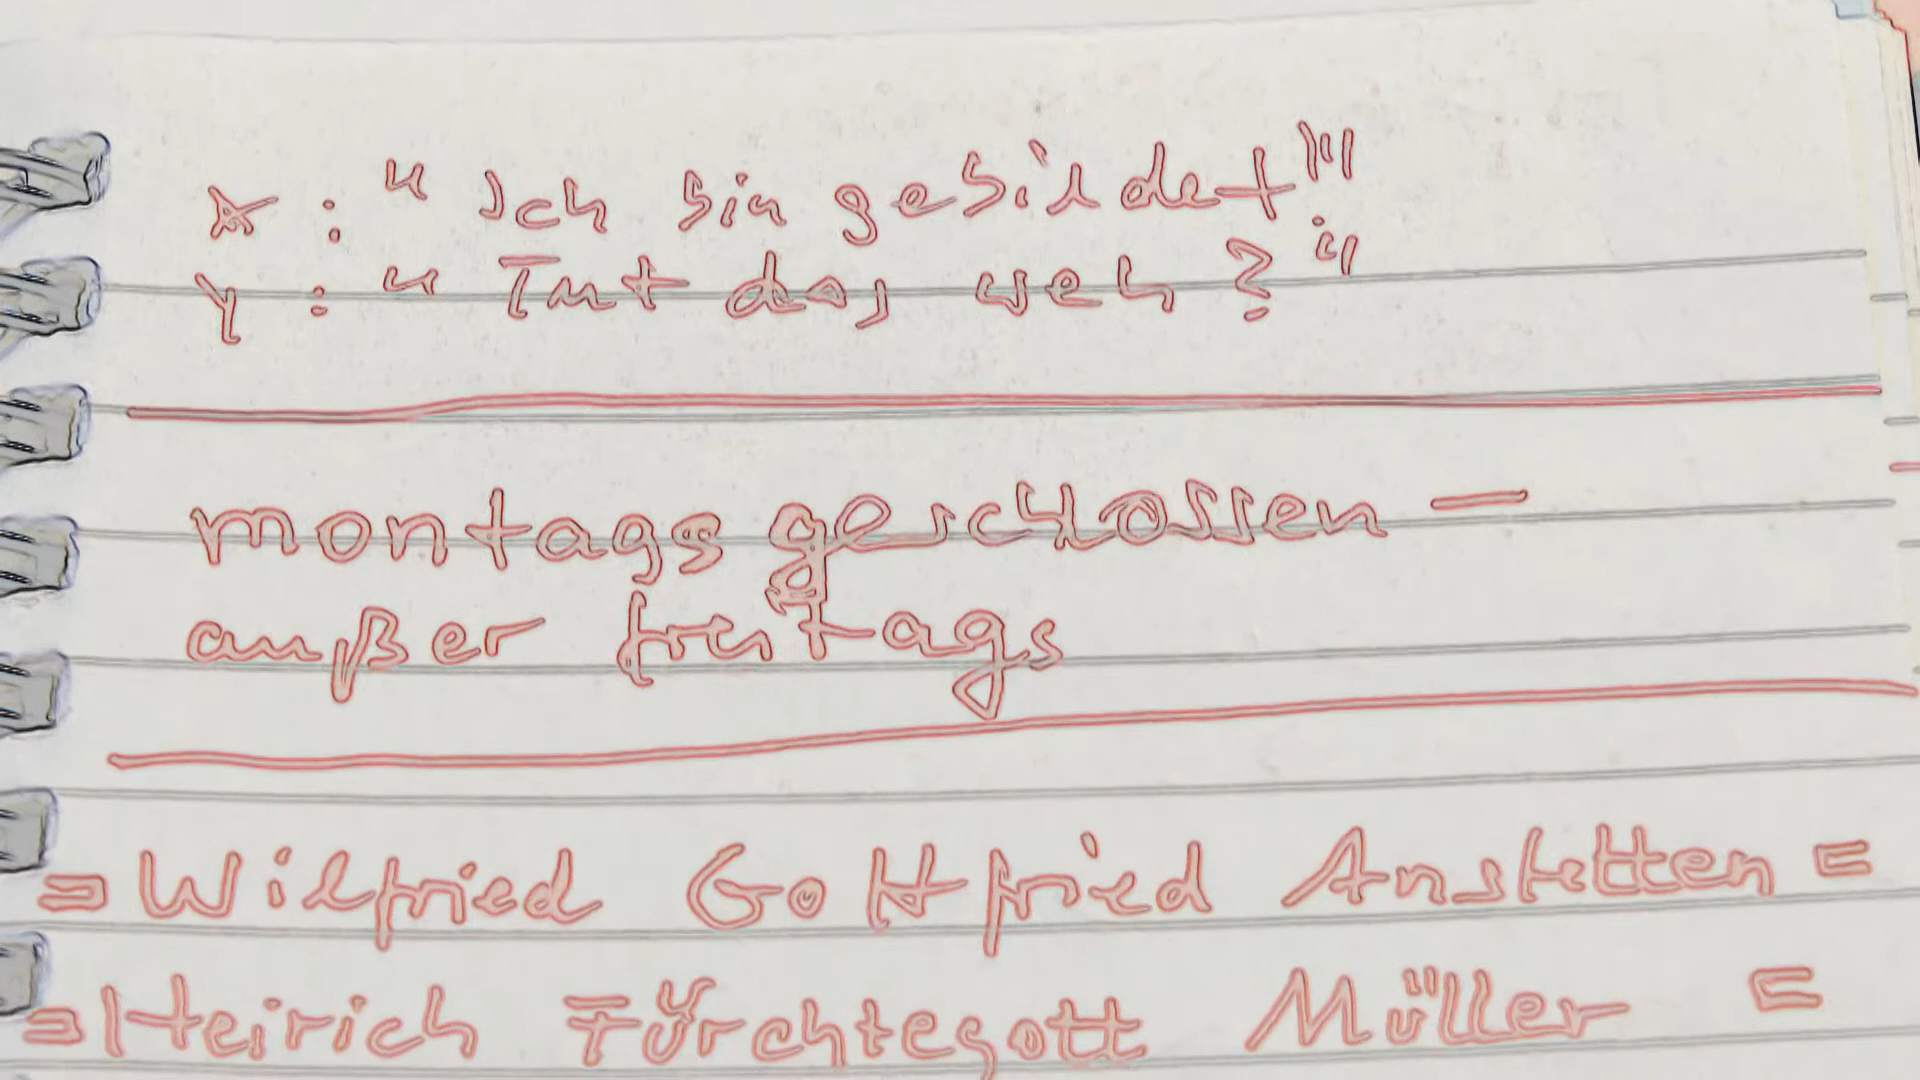 X : " Ich bin gebildet!"
Y : " Tut das weh ? "
montags geschlossen –
außer freitags
= Wilfried Gottfried Anstetten =
= Heirich Fürchtegott Müller =